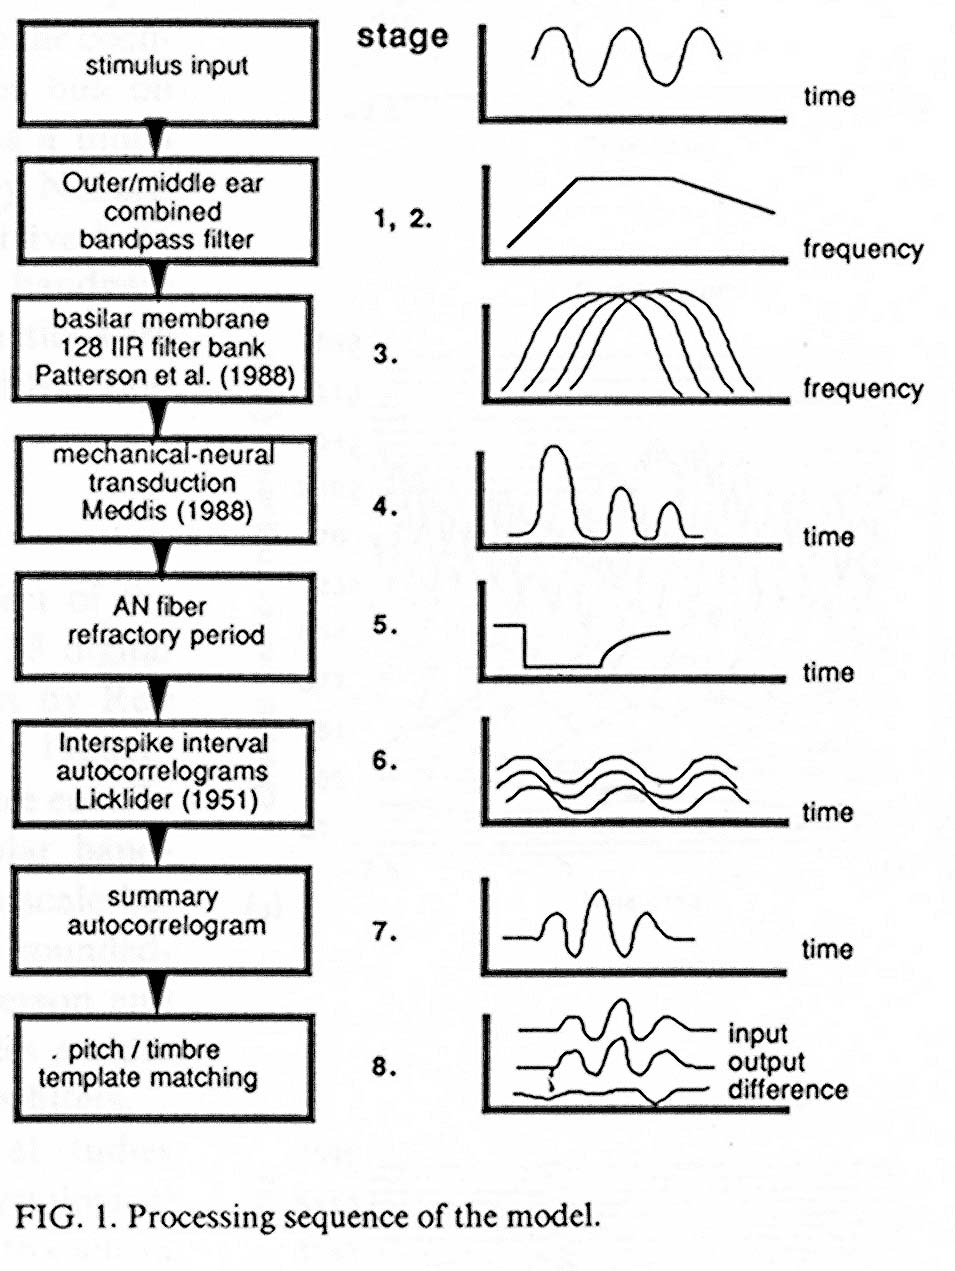 stimulus input
stage
time
Outer/middle ear
combined
bandpass filter
1, 2.
frequency
basilar membrane
128 IIR filter bank
Patterson et al. (1988)
3.
frequency
mechanical-neural
transduction
Meddis (1988)
4.
time
AN fiber
refractory period
5.
time
Interspike interval
autocorrelograms
Licklider (1951)
6.
time
summary
autocorrelogram
7.
time
pitch / timbre
template matching
8.
input
output
difference
FIG. 1. Processing sequence of the model.